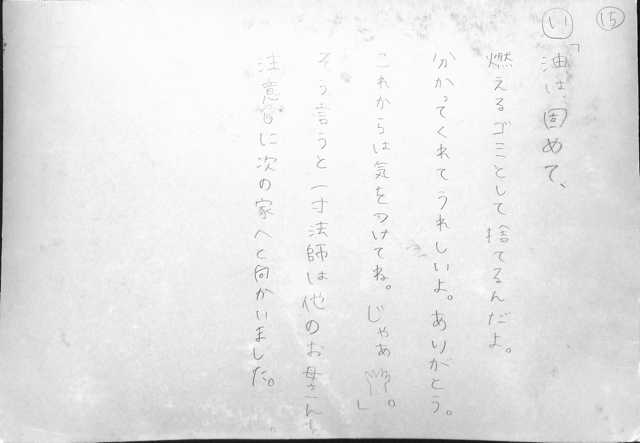 15
い「油は、固めて、
燃えるゴミとして捨てるんだよ。
分かってくれてうれしいよ。ありがとう。
これからは気をつけてね。じゃあ 。」
そう言うと一寸法師は他のお母さんも
注意しに次の家へと向かいました。